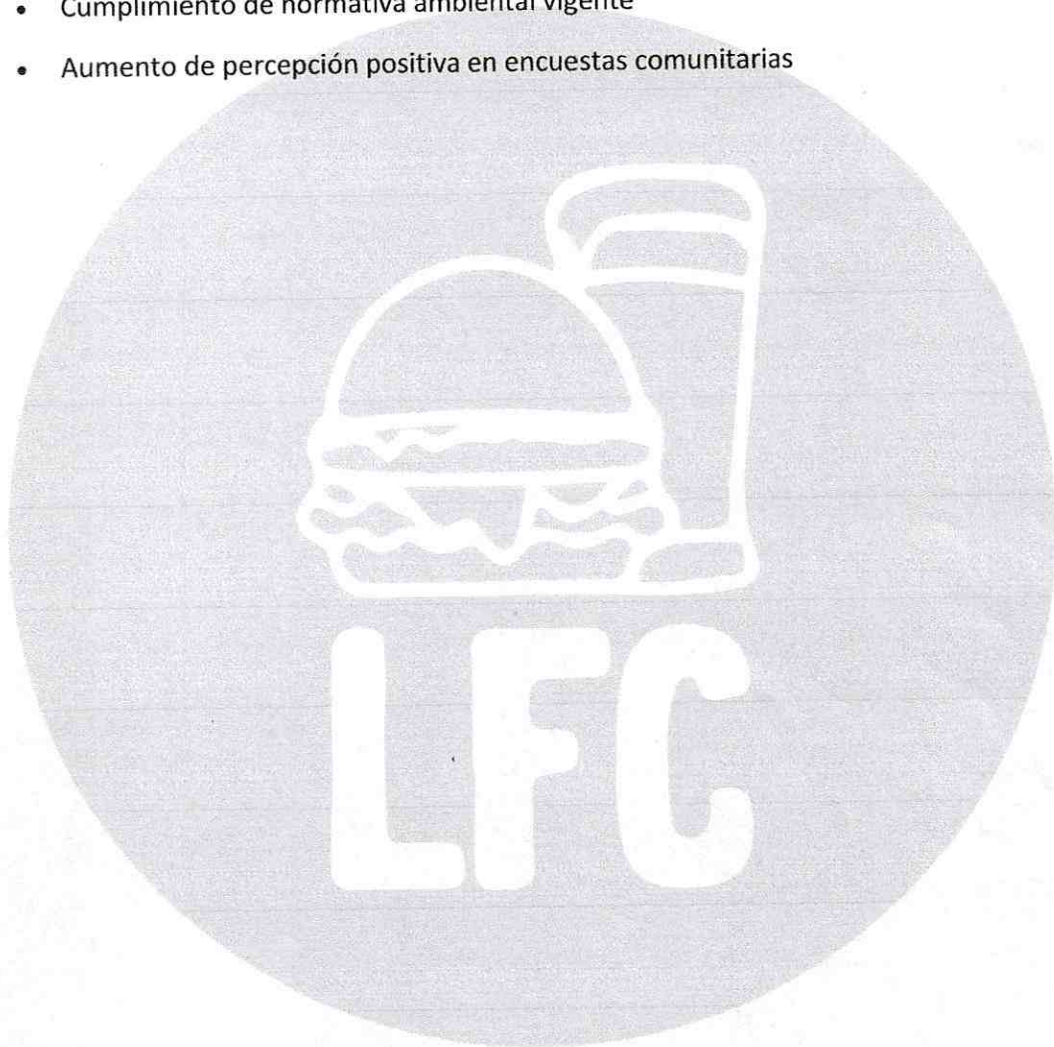 • Cumplimiento de normativa ambiental vigente
• Aumento de percepción positiva en encuestas comunitarias
LFC